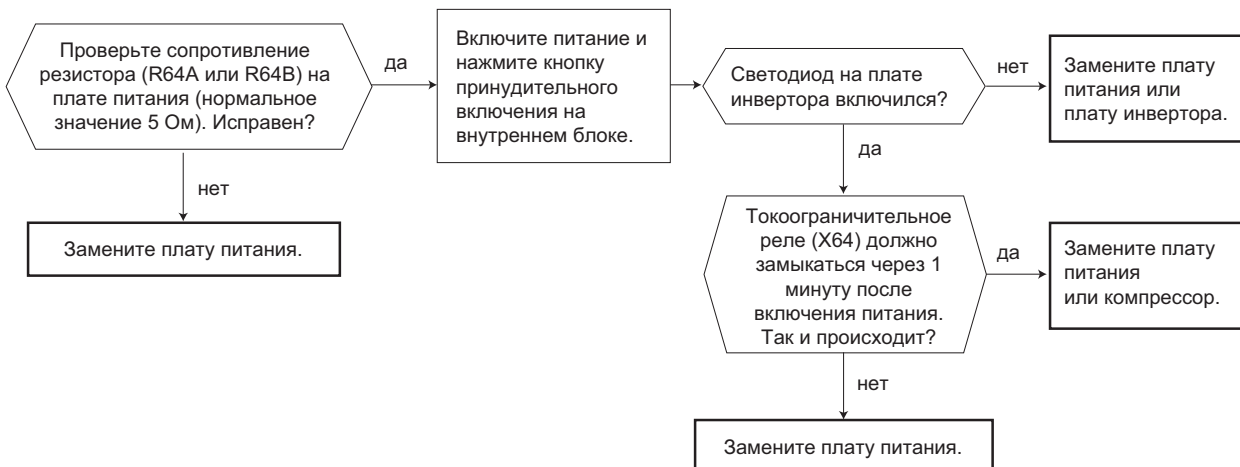 Проверьте сопротивление
резистора (R64A или R64B) на
плате питания (нормальное
значение 5 Ом). Исправен?
да
Включите питание и
нажмите кнопку
принудительного
включения на
внутреннем блоке.
Светодиод на плате
инвертора включился?
нет
Замените плату
питания или
плату инвертора.
нет
Замените плату питания.
да
Токоограничительное
реле (X64) должно
замыкаться через 1
минуту после
включения питания.
Так и происходит?
да
Замените плату
питания
или компрессор.
нет
Замените плату питания.